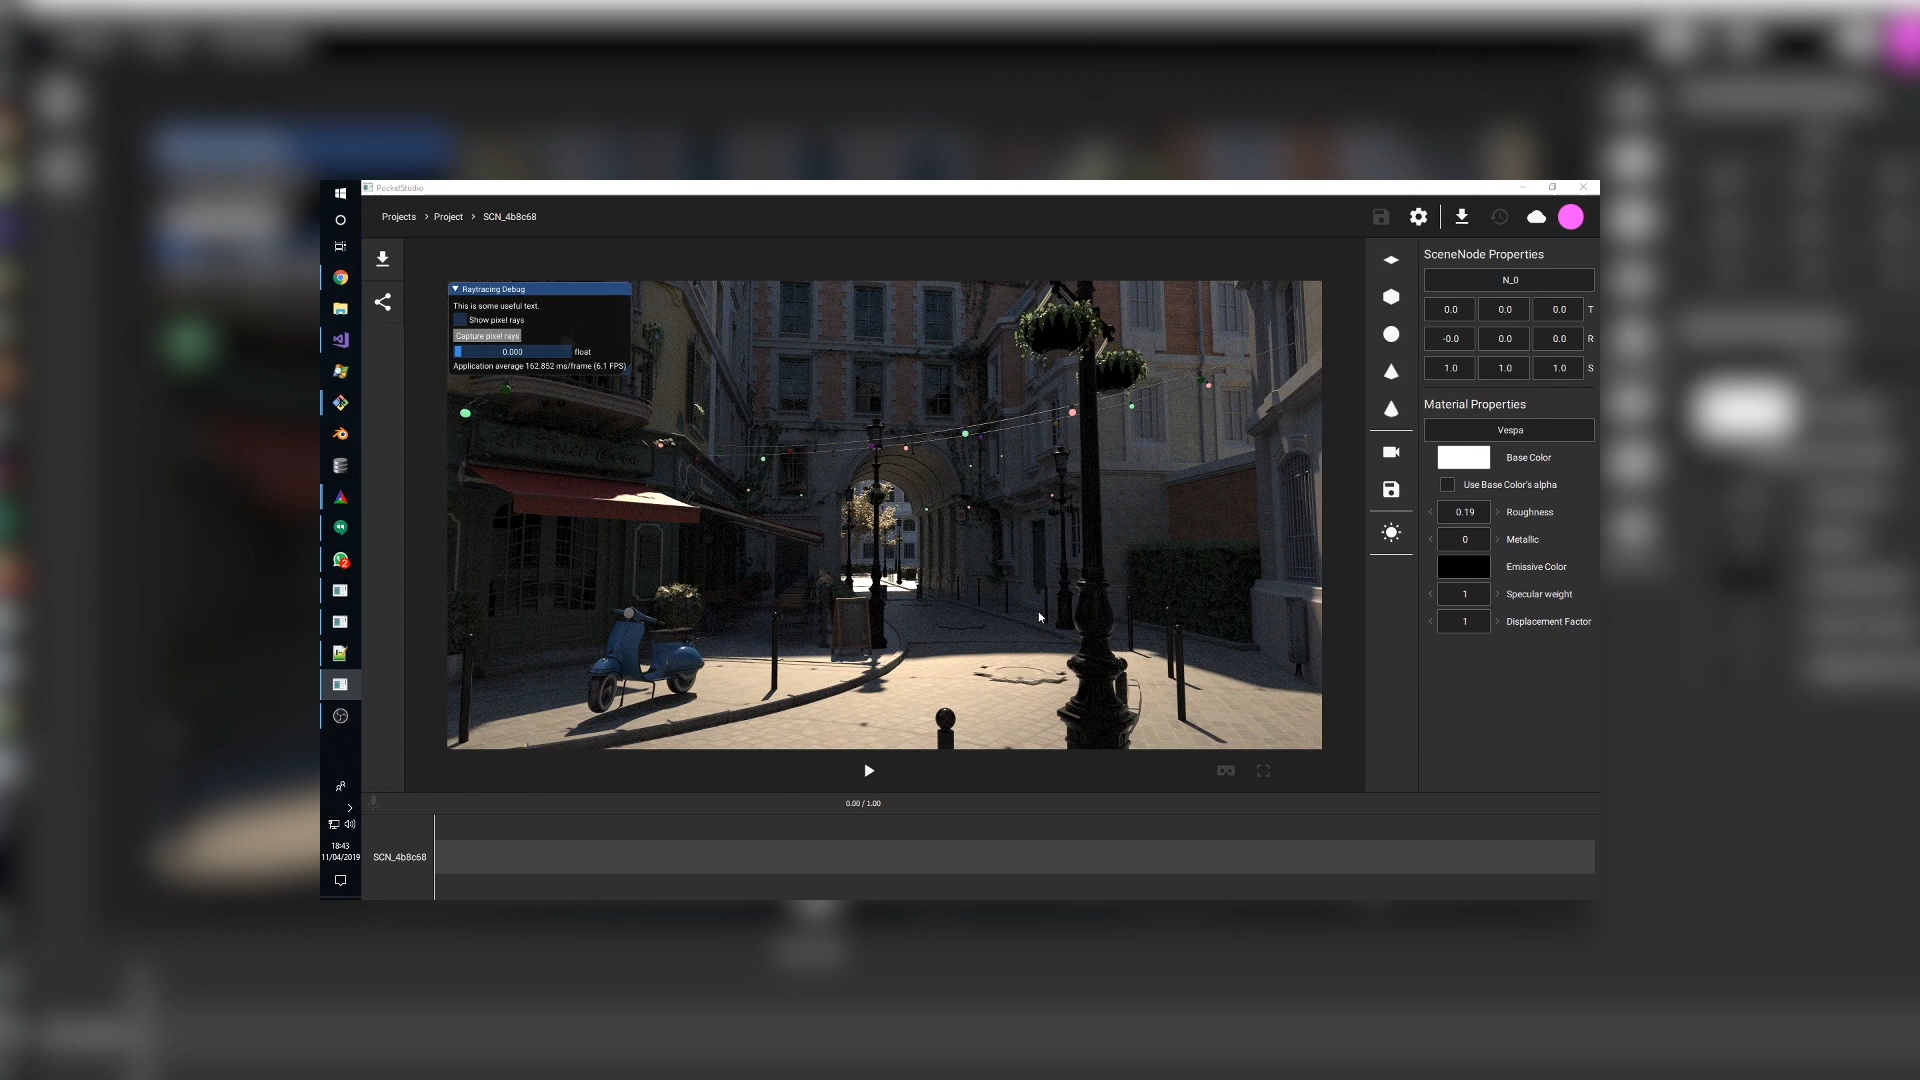 PocketStudio
Projects > Project > SCN_4b8c68
Raytracing Debug
This is some useful text.
Show pixel rays
Capture pixel rays
0.000 float
Application average 162.852 ms/frame (6.1 FPS)
SceneNode Properties
N_0
0.0 0.0 0.0 T
-0.0 0.0 0.0 R
1.0 1.0 1.0 S
Material Properties
Vespa
Base Color
Use Base Color's alpha
0.19 Roughness
0 Metallic
Emissive Color
1 Specular weight
1 Displacement Factor
2
0.00 / 1.00
18:43
11/04/2019
SCN_4b8c68